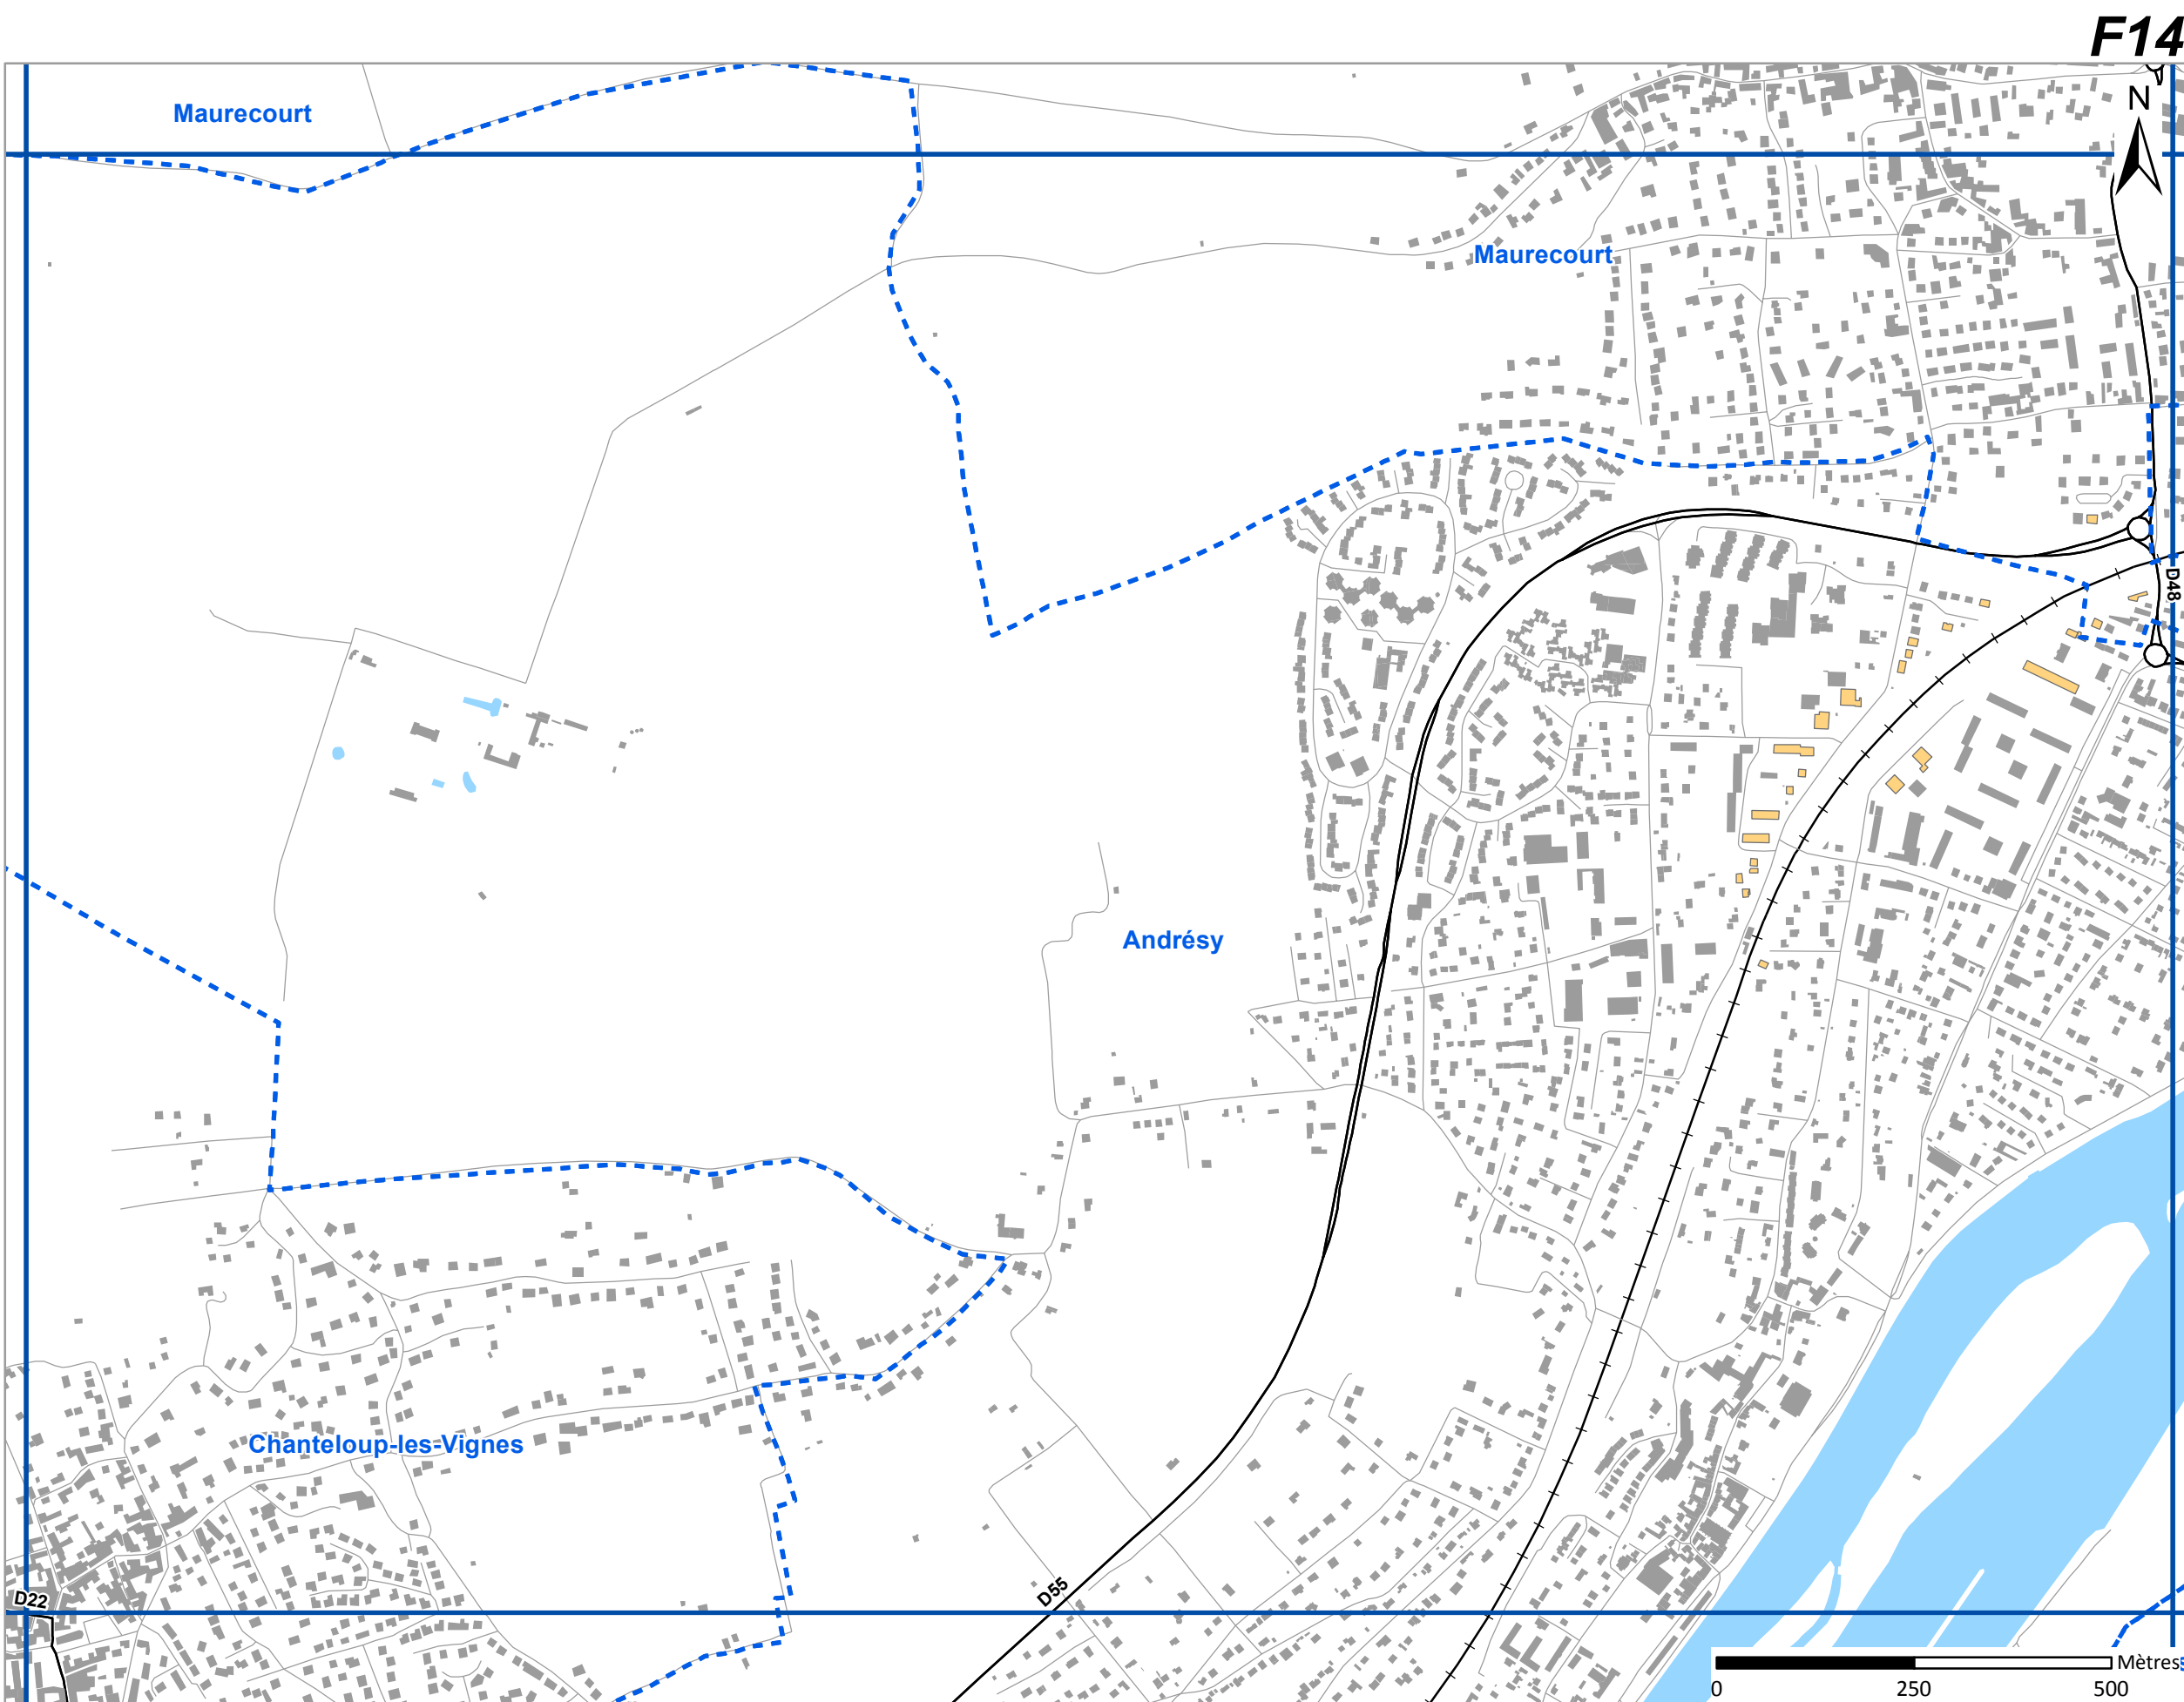 F14
N
Maurecourt
Maurecourt
D48
Andrésy
Chanteloup-les-Vignes
D22
D55
Mètres
0 250 500